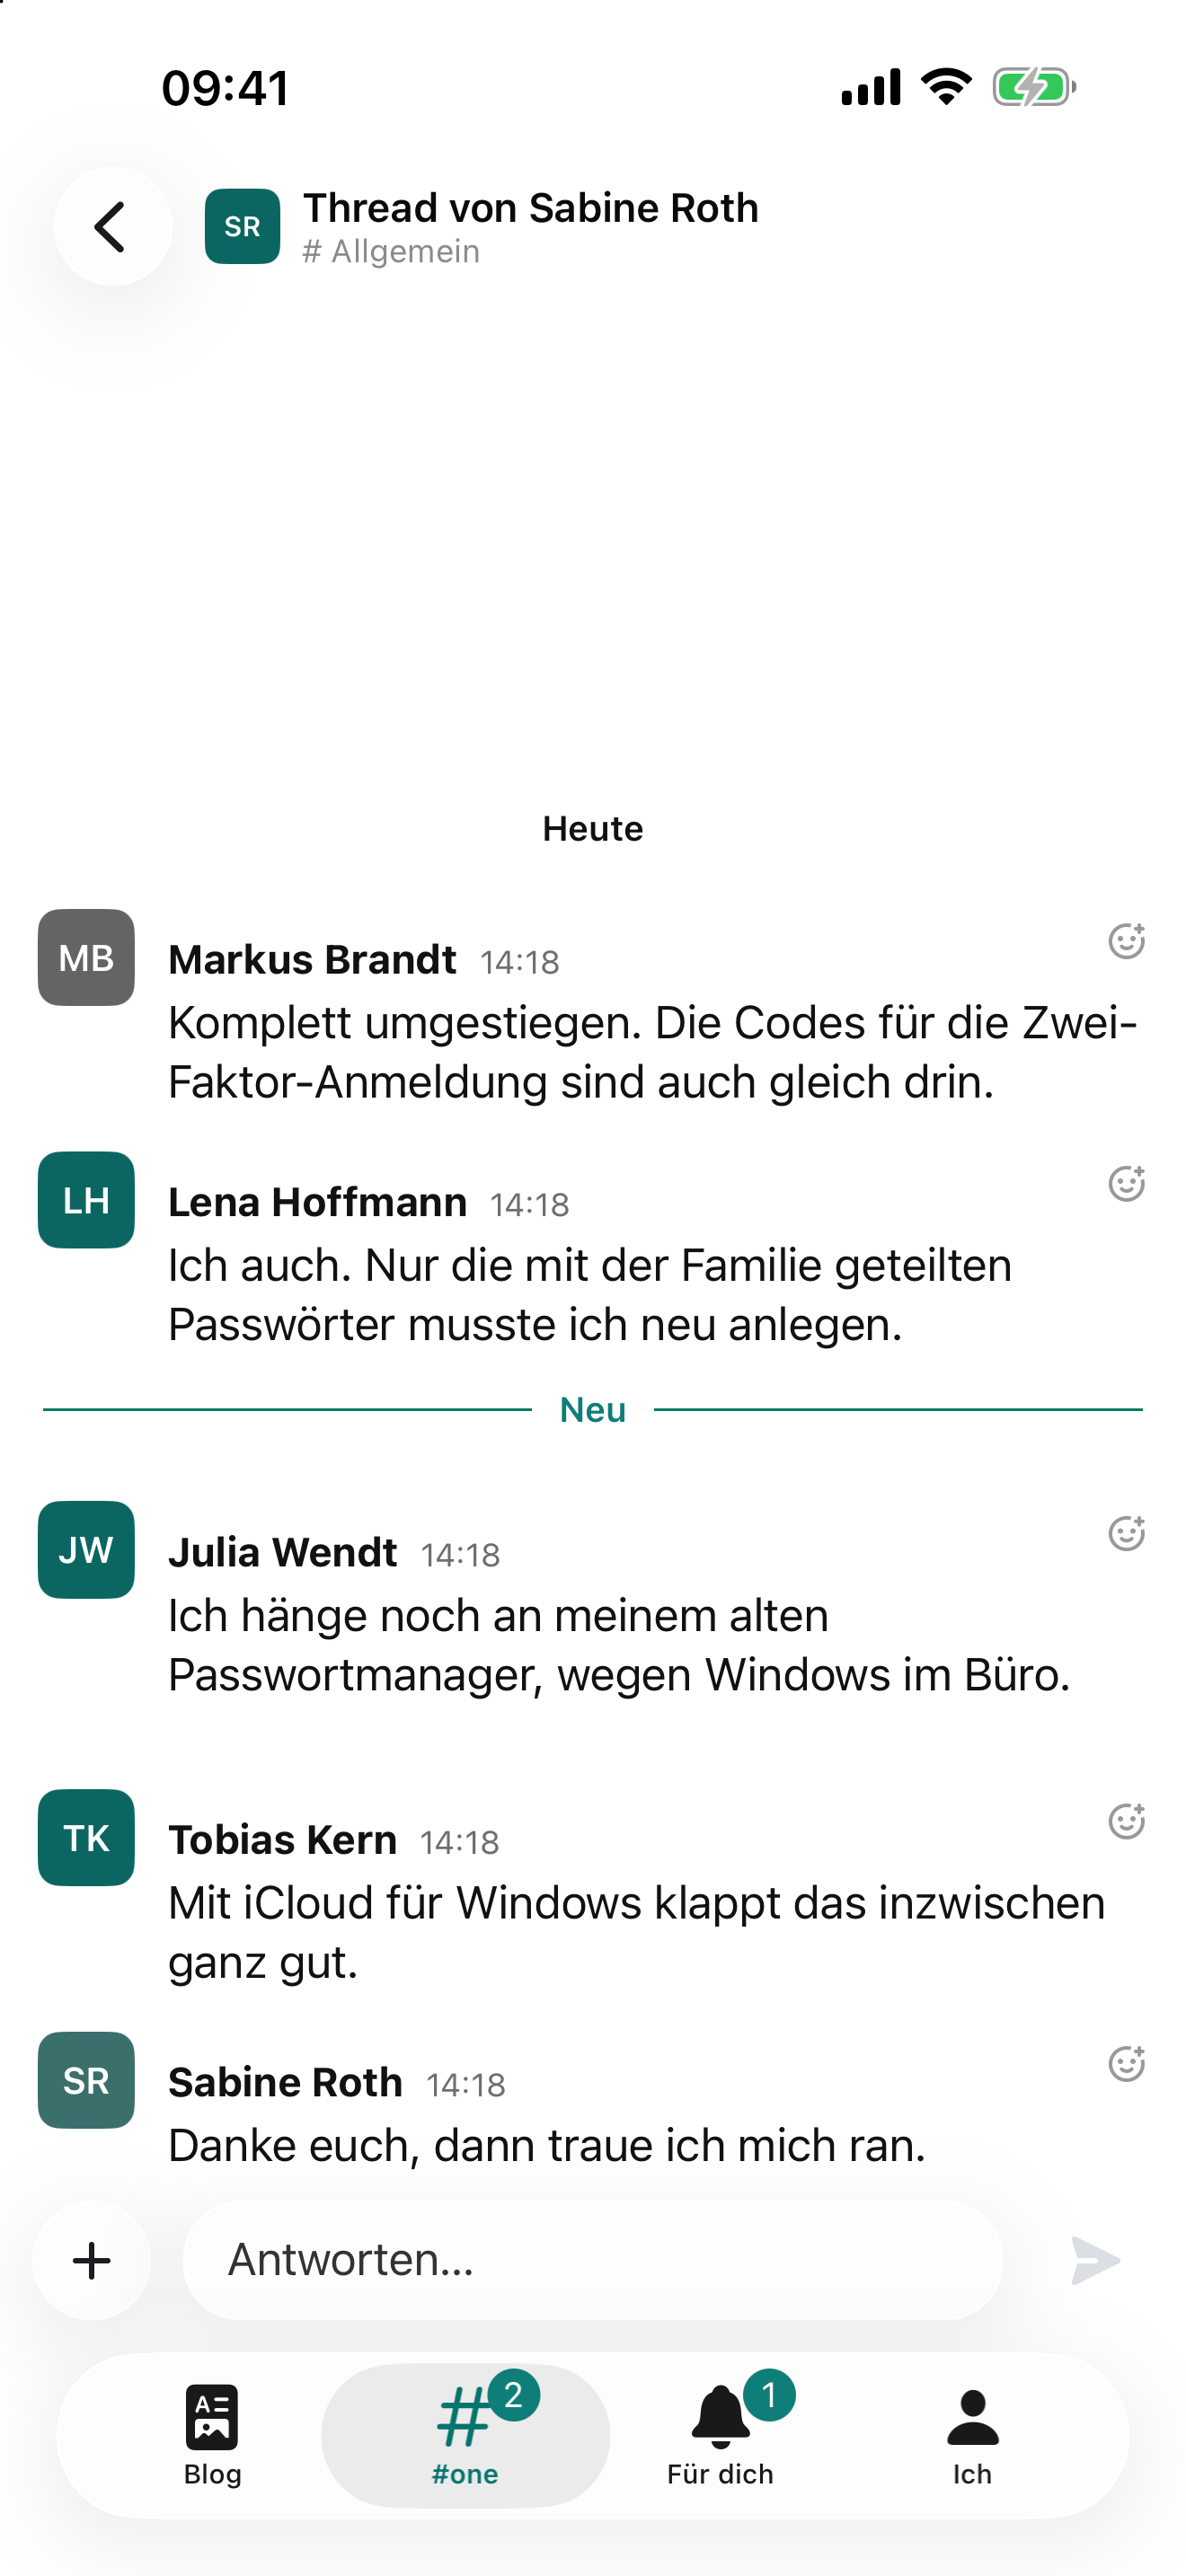 09:41
SR
Thread von Sabine Roth
# Allgemein
Heute
MB
Markus Brandt 14:18
Komplett umgestiegen. Die Codes für die Zwei-
Faktor-Anmeldung sind auch gleich drin.
LH
Lena Hoffmann 14:18
Ich auch. Nur die mit der Familie geteilten
Passwörter musste ich neu anlegen.
Neu
JW
Julia Wendt 14:18
Ich hänge noch an meinem alten
Passwortmanager, wegen Windows im Büro.
TK
Tobias Kern 14:18
Mit iCloud für Windows klappt das inzwischen
ganz gut.
SR
Sabine Roth 14:18
Danke euch, dann traue ich mich ran.
Antworten...
2
1
Blog
#one
Für dich
Ich